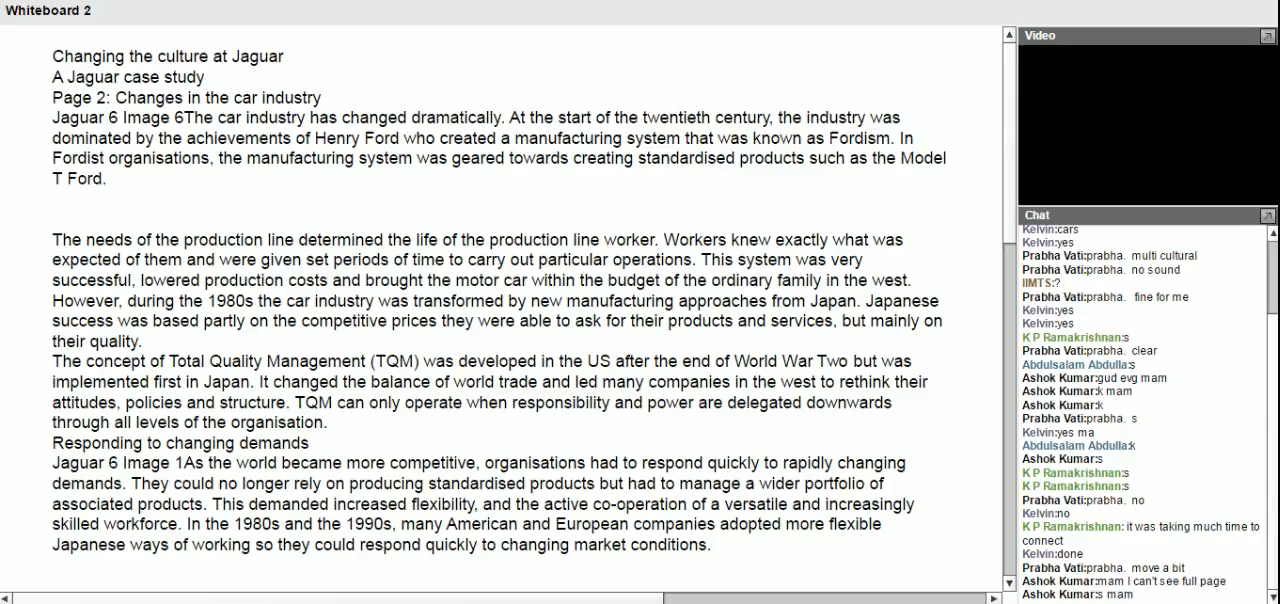 Whiteboard 2
Changing the culture at Jaguar
A Jaguar case study
Page 2: Changes in the car industry
Jaguar 6 Image 6The car industry has changed dramatically. At the start of the twentieth century, the industry was
dominated by the achievements of Henry Ford who created a manufacturing system that was known as Fordism. In
Fordist organisations, the manufacturing system was geared towards creating standardised products such as the Model
T Ford.
The needs of the production line determined the life of the production line worker. Workers knew exactly what was
expected of them and were given set periods of time to carry out particular operations. This system was very
successful, lowered production costs and brought the motor car within the budget of the ordinary family in the west.
However, during the 1980s the car industry was transformed by new manufacturing approaches from Japan. Japanese
success was based partly on the competitive prices they were able to ask for their products and services, but mainly on
their quality.
The concept of Total Quality Management (TQM) was developed in the US after the end of World War Two but was
implemented first in Japan. It changed the balance of world trade and led many companies in the west to rethink their
attitudes, policies and structure. TQM can only operate when responsibility and power are delegated downwards
through all levels of the organisation.
Responding to changing demands
Jaguar 6 Image 1As the world became more competitive, organisations had to respond quickly to rapidly changing
demands. They could no longer rely on producing standardised products but had to manage a wider portfolio of
associated products. This demanded increased flexibility, and the active co-operation of a versatile and increasingly
skilled workforce. In the 1980s and the 1990s, many American and European companies adopted more flexible
Japanese ways of working so they could respond quickly to changing market conditions.
Video
Chat
Kelvin:cars
Kelvin:yes
Prabha Vati:prabha. multi cultural
Prabha Vati:prabha. no sound
IIMTS:?
Prabha Vati:prabha. fine for me
Kelvin:yes
Kelvin:yes
K P Ramakrishnan:s
Prabha Vati:prabha. clear
Abdulsalam Abdulla:s
Ashok Kumar:gud evg mam
Ashok Kumar:k mam
Ashok Kumar:k
Prabha Vati:prabha. s
Kelvin:yes ma
Abdulsalam Abdulla:k
Ashok Kumar:s
K P Ramakrishnan:s
K P Ramakrishnan:s
Prabha Vati:prabha. no
Kelvin:no
K P Ramakrishnan: it was taking much time to
connect
Kelvin:done
Prabha Vati:prabha. move a bit
Ashok Kumar:mam I can't see full page
Ashok Kumar:s mam